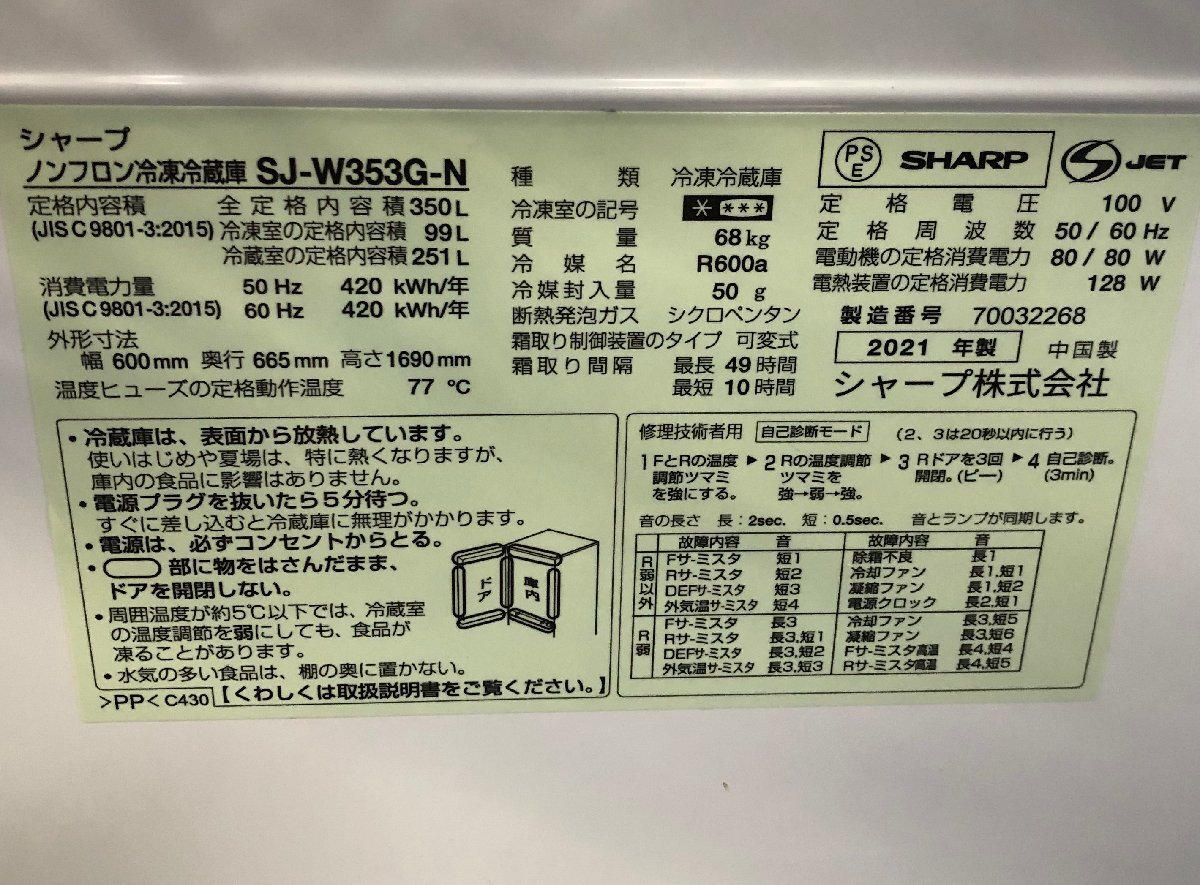 シャープ
ノンフロン冷凍冷蔵庫 SJ-W353G-N
定格内容積 全定格内容積 350L
(JIS C 9801-3:2015) 冷凍室の定格内容積 99L
冷蔵室の定格内容積 251L
消費電力量 50 Hz 420 kWh/年
(JIS C 9801-3:2015) 60 Hz 420 kWh/年
外形寸法
幅 600mm 奥行 665mm 高さ1690mm
温度ヒューズの定格動作温度 77 ℃
種類 冷凍冷蔵庫
冷凍室の記号 * ***
質量 68kg
冷媒名 R600a
冷媒封入量 50 g
断熱発泡ガス シクロペンタン
霜取り制御装置のタイプ 可変式
霜取り間隔 最長 49時間
最短 10時間
PSE SHARP S JET
定格電圧 100 V
定格周波数 50/60 Hz
電動機の定格消費電力 80/80 W
電熱装置の定格消費電力 128 W
製造番号 70032268
2021 年製 中国製
シャープ株式会社
・冷蔵庫は、表面から放熱しています。
使いはじめや夏場は、特に熱くなりますが、
庫内の食品に影響はありません。
・電源プラグを抜いたら5分待つ。
すぐに差し込むと冷蔵庫に無理がかかります。
・電源は、必ずコンセントからとる。
・ 部に物をはさんだまま、
ドアを開閉しない。
・周囲温度が約5℃以下では、冷蔵室
の温度調節を弱にしても、食品が
凍ることがあります。
・水気の多い食品は、棚の奥に置かない。
>PP< C430 【くわしくは取扱説明書をご覧ください。】
ドア 庫内
修理技術者用 自己診断モード (2、3は20秒以内に行う)
1 FとRの温度 ▶ 2 Rの温度調節 ▶ 3 Rドアを3回 ▶ 4 自己診断。
調節ツマミ ツマミを 開閉。(ピー) (3min)
を強にする。 強→弱→強。
音の長さ 長:2sec. 短:0.5sec. 音とランプが同期します。
故障内容 音 故障内容 音
R弱以外 Fサ-ミスタ 短1 除霜不良 長1
Rサ-ミスタ 短2 冷却ファン 長1,短1
DEFサ-ミスタ 短3 凝縮ファン 長1,短2
外気温サ-ミスタ 短4 電源クロック 長2,短1
R弱 Fサ-ミスタ 長3 冷却ファン 長3,短5
Rサ-ミスタ 長3,短1 凝縮ファン 長3,短6
DEFサ-ミスタ 長3,短2 Fサ-ミスタ高温 長4,短4
外気温サ-ミスタ 長3,短3 Rサ-ミスタ高温 長4,短5